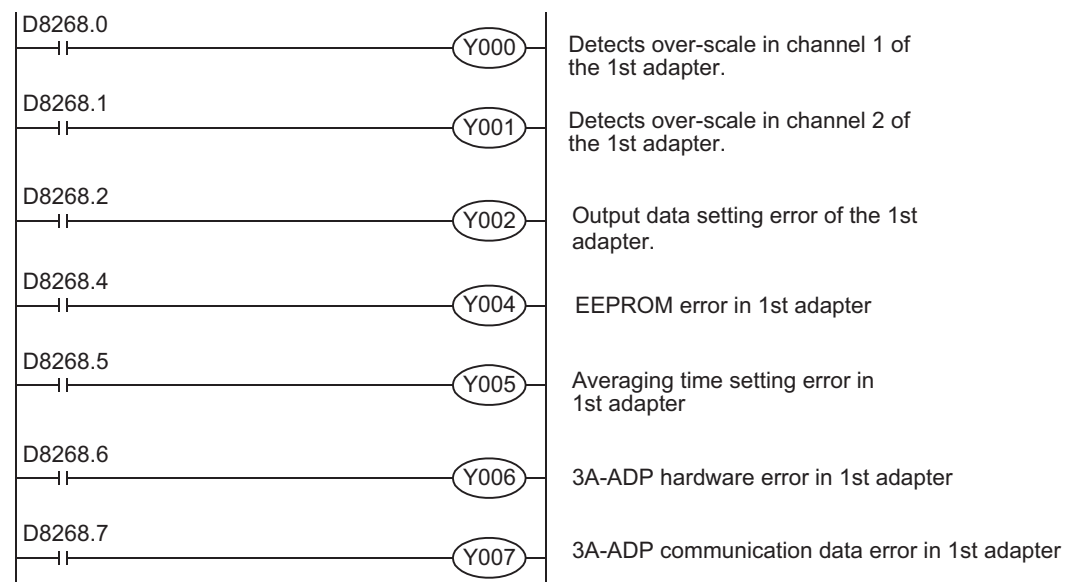 D8268.0
Y000
Detects over-scale in channel 1 of
the 1st adapter.
D8268.1
Y001
Detects over-scale in channel 2 of
the 1st adapter.
D8268.2
Y002
Output data setting error of the 1st
adapter.
D8268.4
Y004
EEPROM error in 1st adapter
D8268.5
Y005
Averaging time setting error in
1st adapter
D8268.6
Y006
3A-ADP hardware error in 1st adapter
D8268.7
Y007
3A-ADP communication data error in 1st adapter